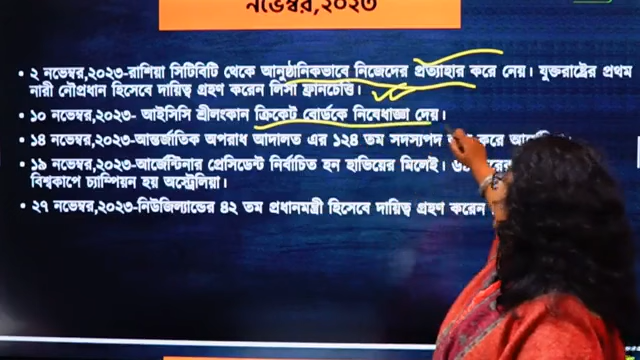 নভেম্বর,২০২৩
• ২ নভেম্বর,২০২৩-রাশিয়া সিটিবিটি থেকে আনুষ্ঠানিকভাবে নিজেদের প্রত্যাহার করে নেয়। যুক্তরাষ্ট্রের প্রথম
নারী নৌপ্রধান হিসেবে দায়িত্ব গ্রহণ করেন লিসা ফ্রানচেত্তি।
• ১০ নভেম্বর,২০২৩- আইসিসি শ্রীলংকান ক্রিকেট বোর্ডকে নিষেধাজ্ঞা দেয়।
• ১৪ নভেম্বর,২০২৩-আন্তর্জাতিক অপরাধ আদালত এর ১২৪ তম সদস্যপদ করে
• ১৯ নভেম্বর,২০২৩-আর্জেন্টিনার প্রেসিডেন্ট নির্বাচিত হন হাভিয়ের মিলেই।
বিশ্বকাপে চ্যাম্পিয়ন হয় অস্ট্রেলিয়া।
• ২৭ নভেম্বর,২০২৩-নিউজিল্যান্ডের ৪২ তম প্রধানমন্ত্রী হিসেবে দায়িত্ব গ্রহণ করেন